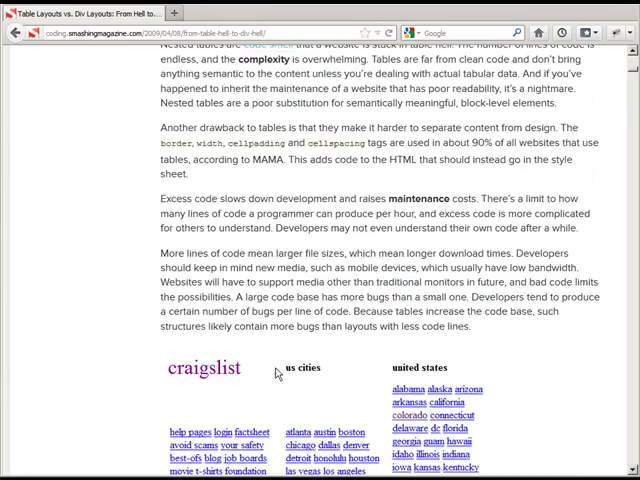 Table Layouts vs. Div Layouts: From Hell to...
coding.smashingmagazine.com/2009/04/08/from-table-hell-to-div-hell/
Google
Nested tables are code smell that a website is stuck in table hell. The number of lines of code is
endless, and the complexity is overwhelming. Tables are far from clean code and don't bring
anything semantic to the content unless you're dealing with actual tabular data. And if you've
happened to inherit the maintenance of a website that has poor readability, it's a nightmare.
Nested tables are a poor substitution for semantically meaningful, block-level elements.
Another drawback to tables is that they make it harder to separate content from design. The
border, width, cellpadding and cellspacing tags are used in about 90% of all websites that use
tables, according to MAMA. This adds code to the HTML that should instead go in the style
sheet.
Excess code slows down development and raises maintenance costs. There's a limit to how
many lines of code a programmer can produce per hour, and excess code is more complicated
for others to understand. Developers may not even understand their own code after a while.
More lines of code mean larger file sizes, which mean longer download times. Developers
should keep in mind new media, such as mobile devices, which usually have low bandwidth.
Websites will have to support media other than traditional monitors in future, and bad code limits
the possibilities. A large code base has more bugs than a small one. Developers tend to produce
a certain number of bugs per line of code. Because tables increase the code base, such
structures likely contain more bugs than layouts with less code lines.
craigslist us cities united states
alabama alaska arizona
arkansas california
colorado connecticut
help pages login factsheet atlanta austin boston delaware dc florida
avoid scams your safety chicago dallas denver georgia guam hawaii
best-ofs blog job boards detroit honolulu houston idaho illinois indiana
movie t-shirts foundation las vegas los angeles iowa kansas kentucky